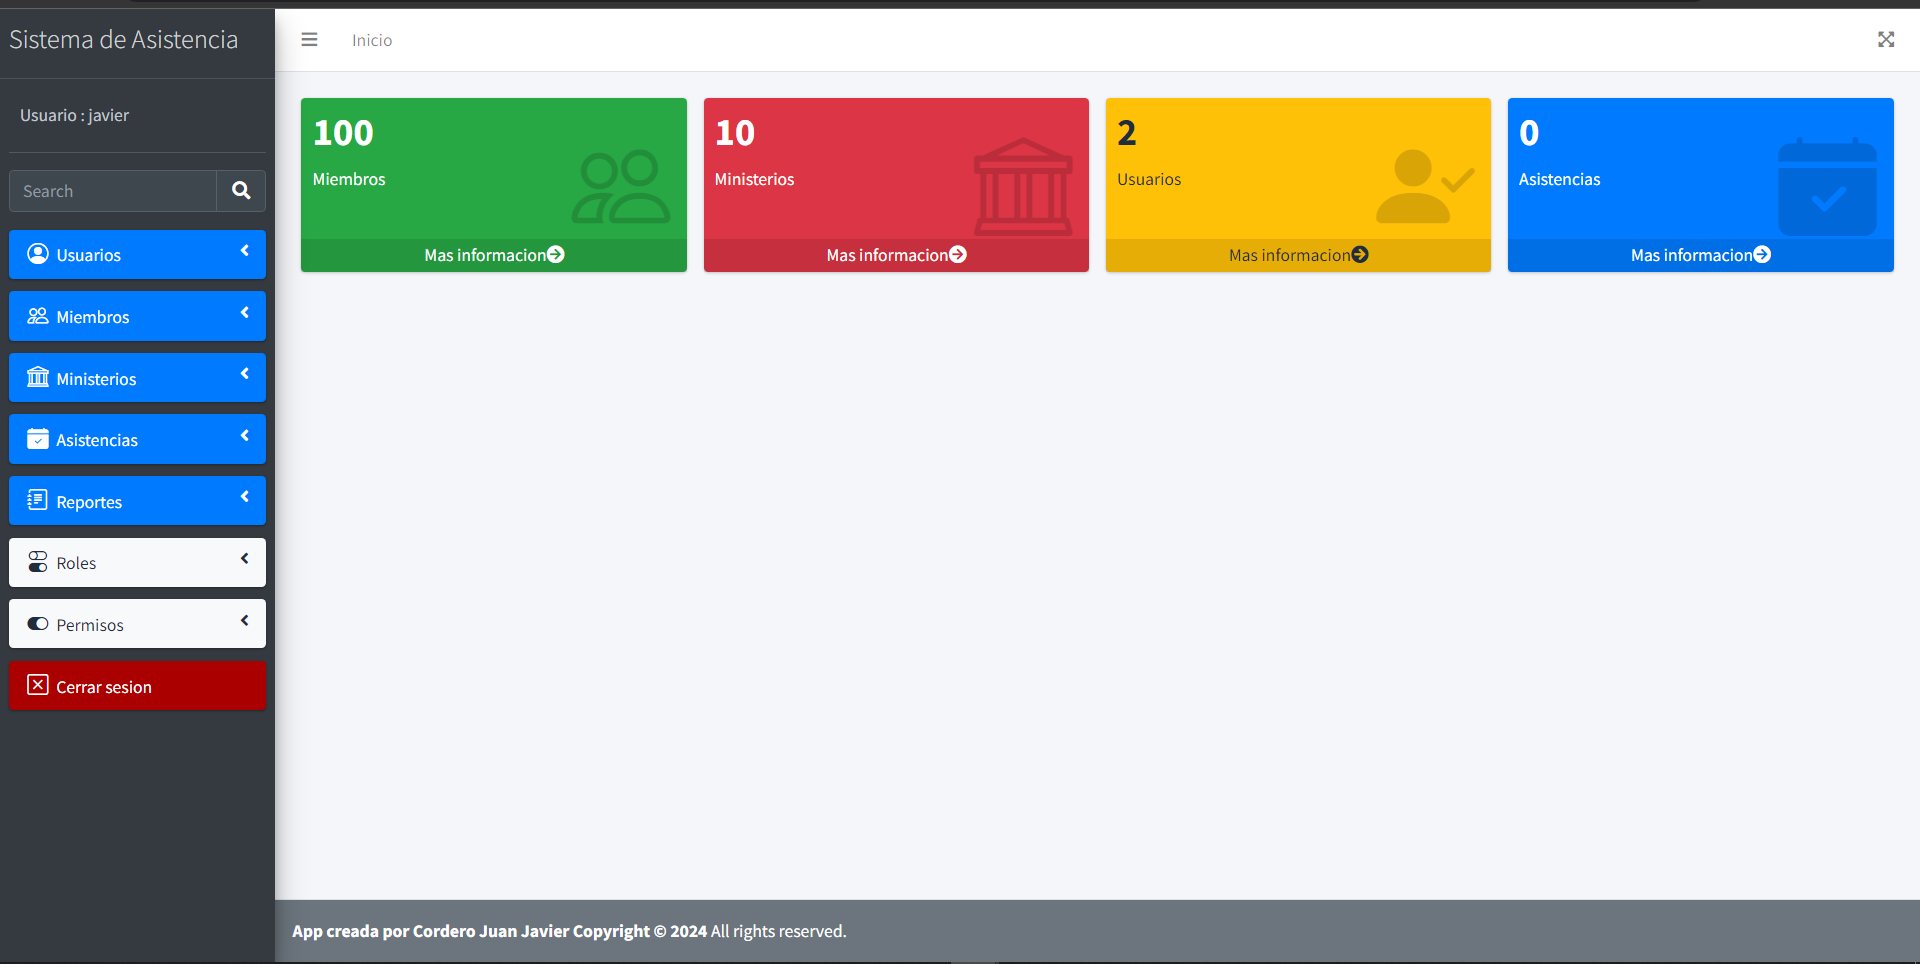 Sistema de Asistencia
Inicio
Usuario : javier
Search
Usuarios
Miembros
Ministerios
Asistencias
Reportes
Roles
Permisos
Cerrar sesion
100
Miembros
Mas informacion
10
Ministerios
Mas informacion
2
Usuarios
Mas informacion
0
Asistencias
Mas informacion
App creada por Cordero Juan Javier Copyright © 2024 All rights reserved.